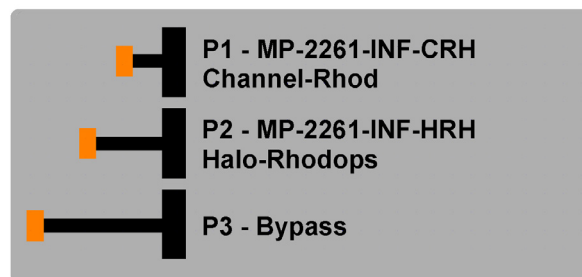 P1 - MP-2261-INF-CRH
Channel-Rhod
P2 - MP-2261-INF-HRH
Halo-Rhodops
P3 - Bypass